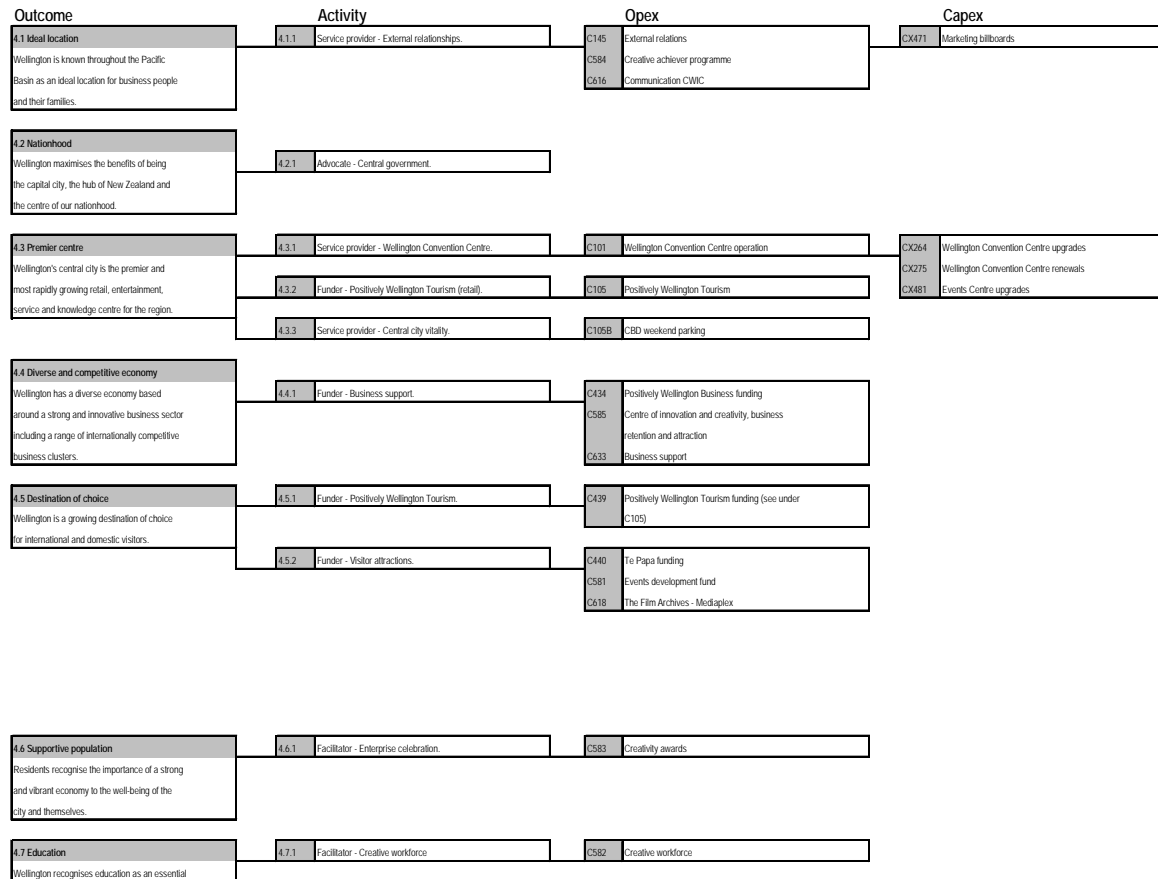 Outcome Activity Opex Capex
4.1 Ideal location 4.1.1 Service provider - External relationships. C145 External relations CX471 Marketing billboards
Wellington is known throughout the Pacific C584 Creative achiever programme
Basin as an ideal location for business people C616 Communication CWIC
and their families.
4.2 Nationhood
Wellington maximises the benefits of being 4.2.1 Advocate - Central government.
the capital city, the hub of New Zealand and
the centre of our nationhood.
4.3 Premier centre 4.3.1 Service provider - Wellington Convention Centre. C101 Wellington Convention Centre operation CX264 Wellington Convention Centre upgrades
Wellington's central city is the premier and CX275 Wellington Convention Centre renewals
most rapidly growing retail, entertainment, 4.3.2 Funder - Positively Wellington Tourism (retail). C105 Positively Wellington Tourism CX481 Events Centre upgrades
service and knowledge centre for the region.
4.3.3 Service provider - Central city vitality. C105B CBD weekend parking
4.4 Diverse and competitive economy
Wellington has a diverse economy based 4.4.1 Funder - Business support. C434 Positively Wellington Business funding
around a strong and innovative business sector C585 Centre of innovation and creativity, business
including a range of internationally competitive retention and attraction
business clusters. C633 Business support
4.5 Destination of choice 4.5.1 Funder - Positively Wellington Tourism. C439 Positively Wellington Tourism funding (see under
Wellington is a growing destination of choice C105)
for international and domestic visitors.
4.5.2 Funder - Visitor attractions. C440 Te Papa funding
C581 Events development fund
C618 The Film Archives - Mediaplex
4.6 Supportive population 4.6.1 Facilitator - Enterprise celebration. C583 Creativity awards
Residents recognise the importance of a strong
and vibrant economy to the well-being of the
city and themselves.
4.7 Education 4.7.1 Facilitator - Creative workforce C582 Creative workforce
Wellington recognises education as an essential